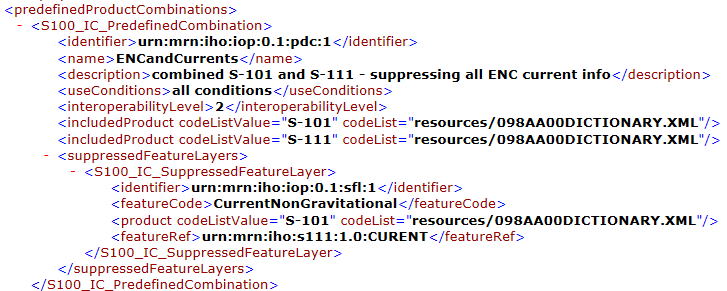 <predefinedProductCombinations>
- <S100_IC_PredefinedCombination>
<identifier>urn:mrn:iho:iop:0.1:pdc:1</identifier>
<name>ENCandCurrents</name>
<description>combined S-101 and S-111 - suppressing all ENC current info</description>
<useConditions>all conditions</useConditions>
<interoperabilityLevel>2</interoperabilityLevel>
<includedProduct codeListValue="S-101" codeList="resources/098AA00DICTIONARY.XML"/>
<includedProduct codeListValue="S-111" codeList="resources/098AA00DICTIONARY.XML"/>
- <suppressedFeatureLayers>
- <S100_IC_SuppressedFeatureLayer>
<identifier>urn:mrn:iho:iop:0.1:sfl:1</identifier>
<featureCode>CurrentNonGravitational</featureCode>
<product codeListValue="S-101" codeList="resources/098AA00DICTIONARY.XML"/>
<featureRef>urn:mrn:iho:s111:1.0:CURENT</featureRef>
</S100_IC_SuppressedFeatureLayer>
</suppressedFeatureLayers>
</S100_IC_PredefinedCombination>